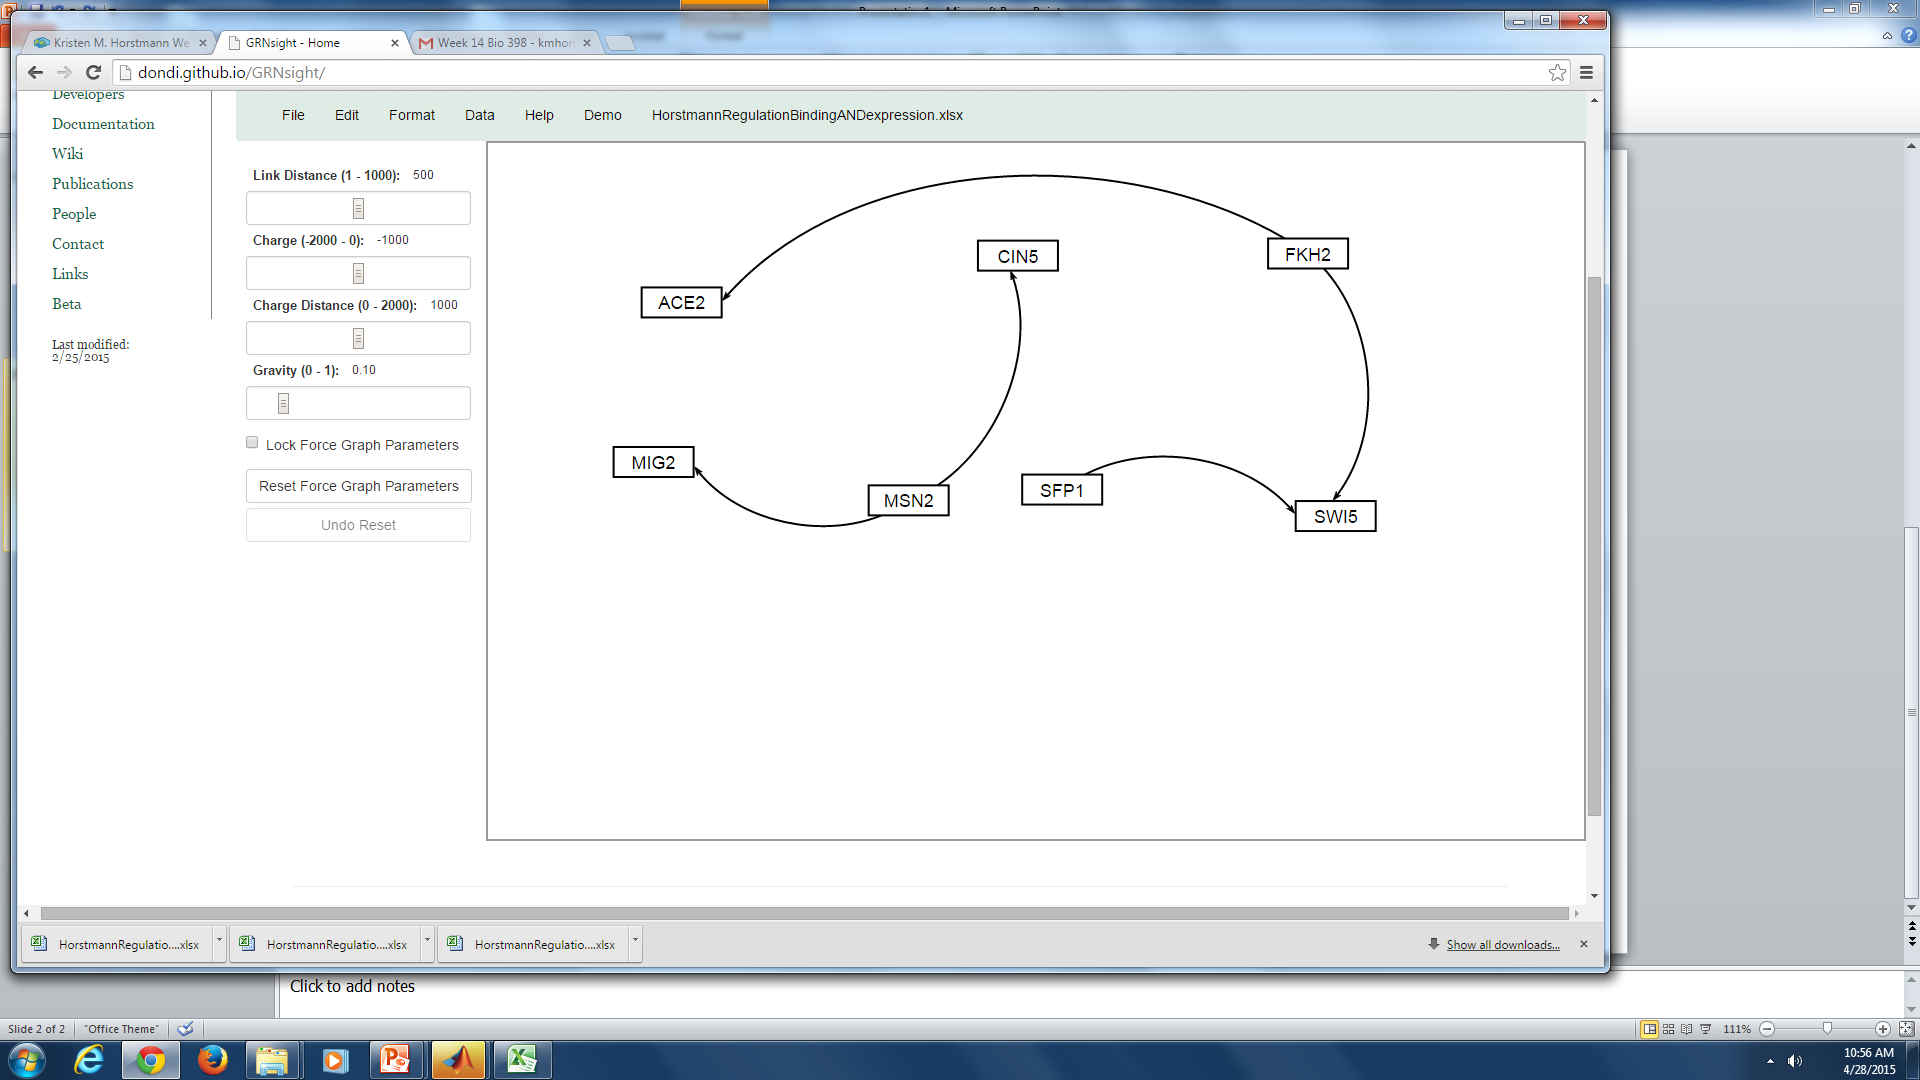 Kristen M. Horstmann We
GRNsight - Home
Week 14 Bio 398 - kmhor
dondi.github.io/GRNsight/
Developers
Documentation
Wiki
Publications
People
Contact
Links
Beta
Last modified:
2/25/2015
File Edit Format Data Help Demo HorstmannRegulationBindingANDexpression.xlsx
Link Distance (1 - 1000): 500
Charge (-2000 - 0): -1000
Charge Distance (0 - 2000): 1000
Gravity (0 - 1): 0.10
Lock Force Graph Parameters
Reset Force Graph Parameters
Undo Reset
CIN5
FKH2
ACE2
MIG2
MSN2
SFP1
SWI5
HorstmannRegulatio....xlsx
HorstmannRegulatio....xlsx
HorstmannRegulatio....xlsx
Show all downloads...
Click to add notes
Slide 2 of 2
"Office Theme"
111%
10:56 AM
4/28/2015